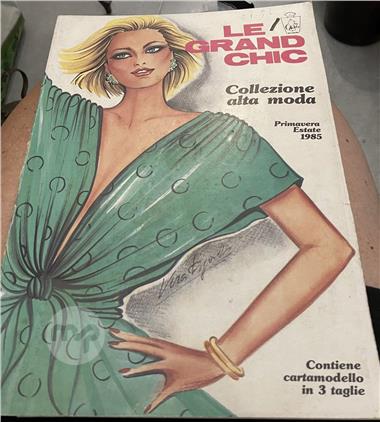 LE
GRAND
CHIC
Collezione
alta moda
Primavera
Estate
1985
Contiene
cartamodello
in 3 taglie